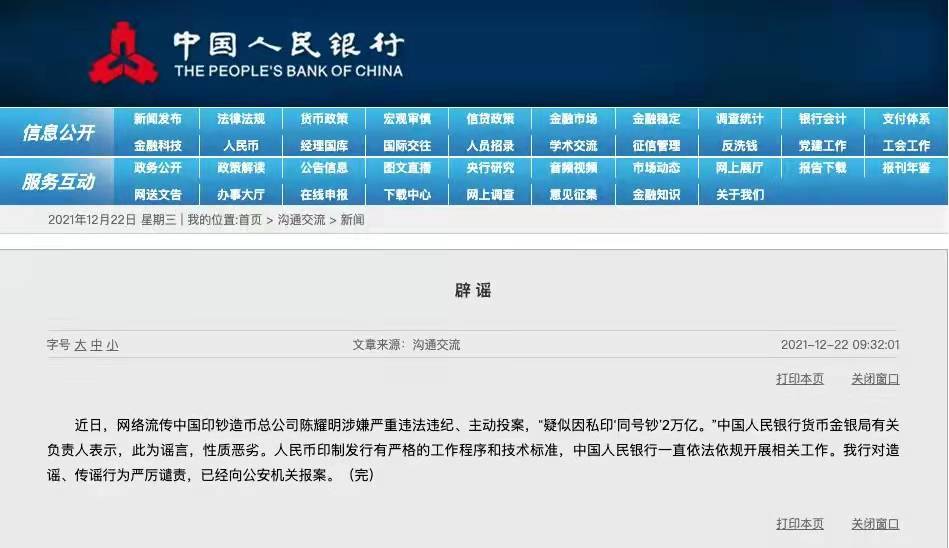 中国人民银行
THE PEOPLE'S BANK OF CHINA
信息公开 新闻发布 法律法规 货币政策 宏观审慎 信贷政策 金融市场 金融稳定 调查统计 银行会计 支付体系
金融科技 人民币 经理国库 国际交往 人员招录 学术交流 征信管理 反洗钱 党建工作 工会工作
服务互动 政务公开 政策解读 公告信息 图文直播 央行研究 音频视频 市场动态 网上展厅 报告下载 报刊年鉴
网送文告 办事大厅 在线申报 下载中心 网上调查 意见征集 金融知识 关于我们
2021年12月22日 星期三 | 我的位置:首页 > 沟通交流 > 新闻
辟谣
字号 大 中 小 文章来源：沟通交流 2021-12-22 09:32:01
打印本页 关闭窗口
近日，网络流传中国印钞造币总公司陈耀明涉嫌严重违法违纪、主动投案，“疑似因私印‘同号钞’2万亿。”中国人民银行货币金银局有关
负责人表示，此为谣言，性质恶劣。人民币印制发行有严格的工作程序和技术标准，中国人民银行一直依法依规开展相关工作。我行对造
谣、传谣行为严厉谴责，已经向公安机关报案。（完）
打印本页 关闭窗口